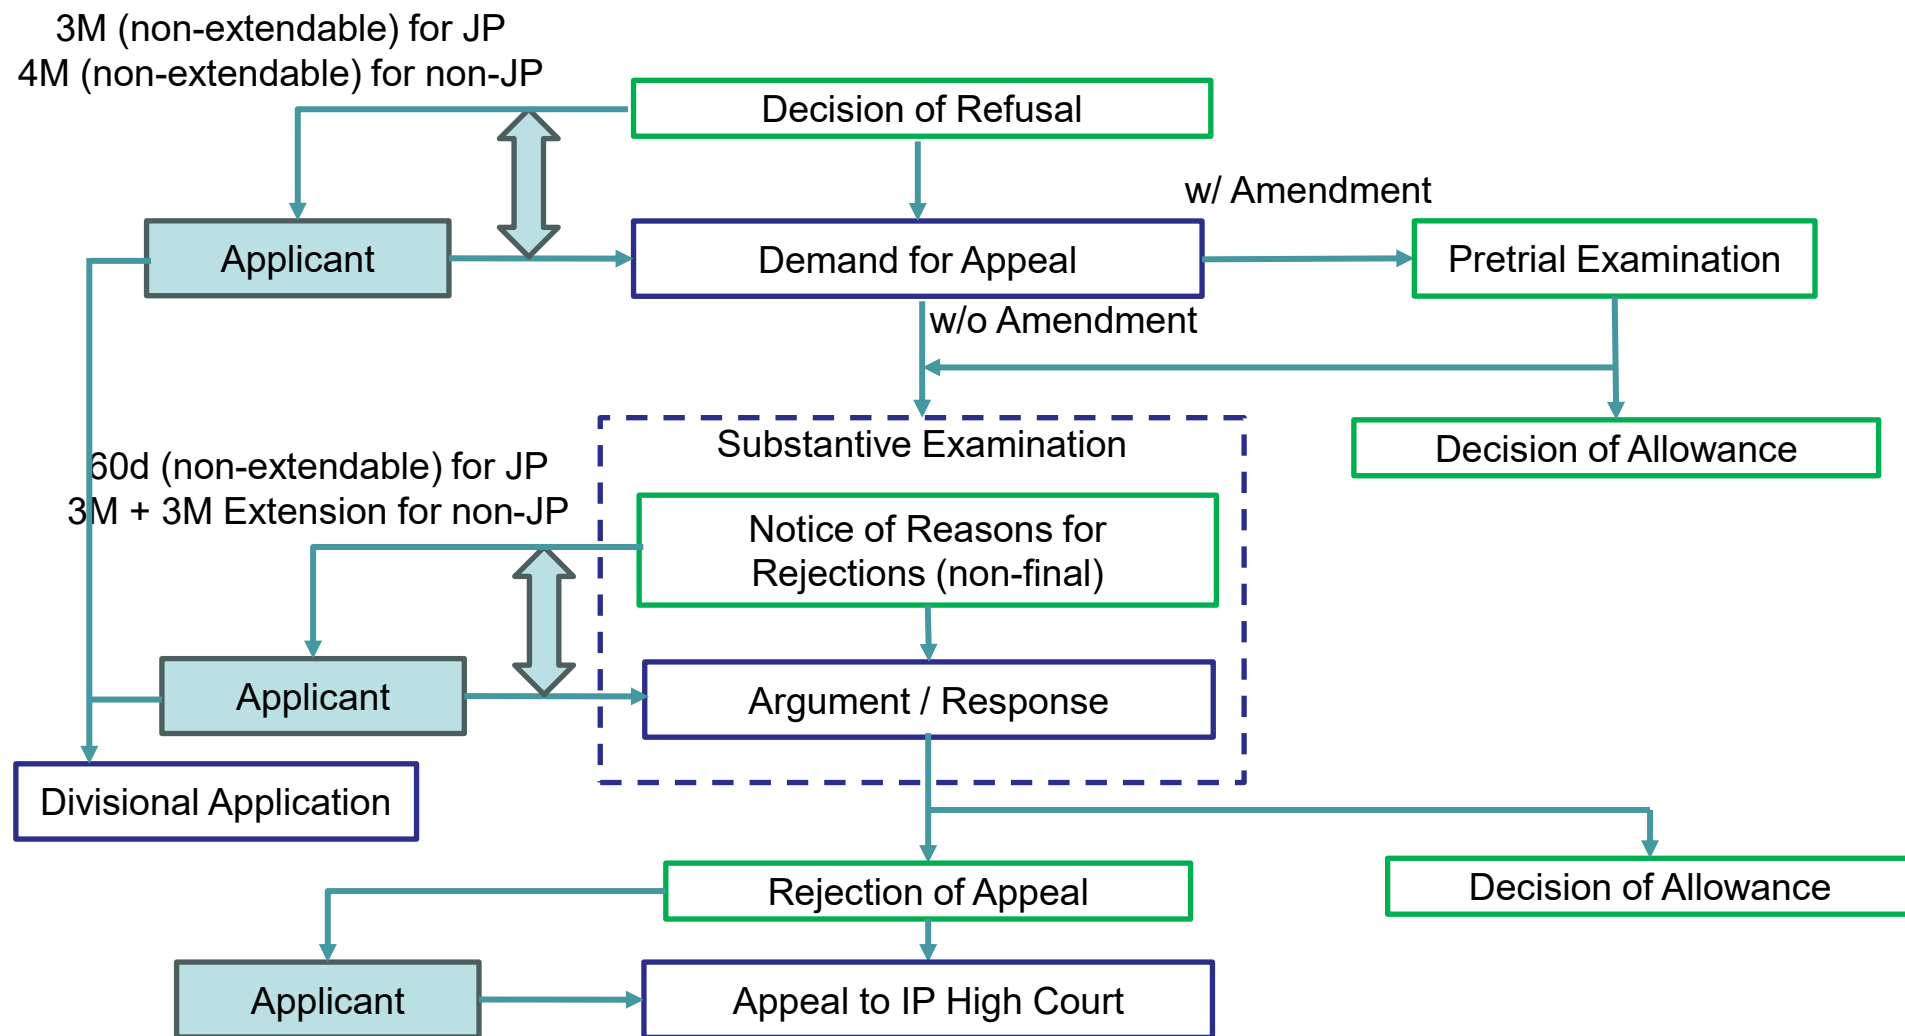 3M (non-extendable) for JP
4M (non-extendable) for non-JP
Decision of Refusal
w/ Amendment
Applicant
Demand for Appeal
Pretrial Examination
w/o Amendment
Substantive Examination
Decision of Allowance
60d (non-extendable) for JP
3M + 3M Extension for non-JP
Notice of Reasons for
Rejections (non-final)
Applicant
Argument / Response
Divisional Application
Rejection of Appeal
Decision of Allowance
Applicant
Appeal to IP High Court